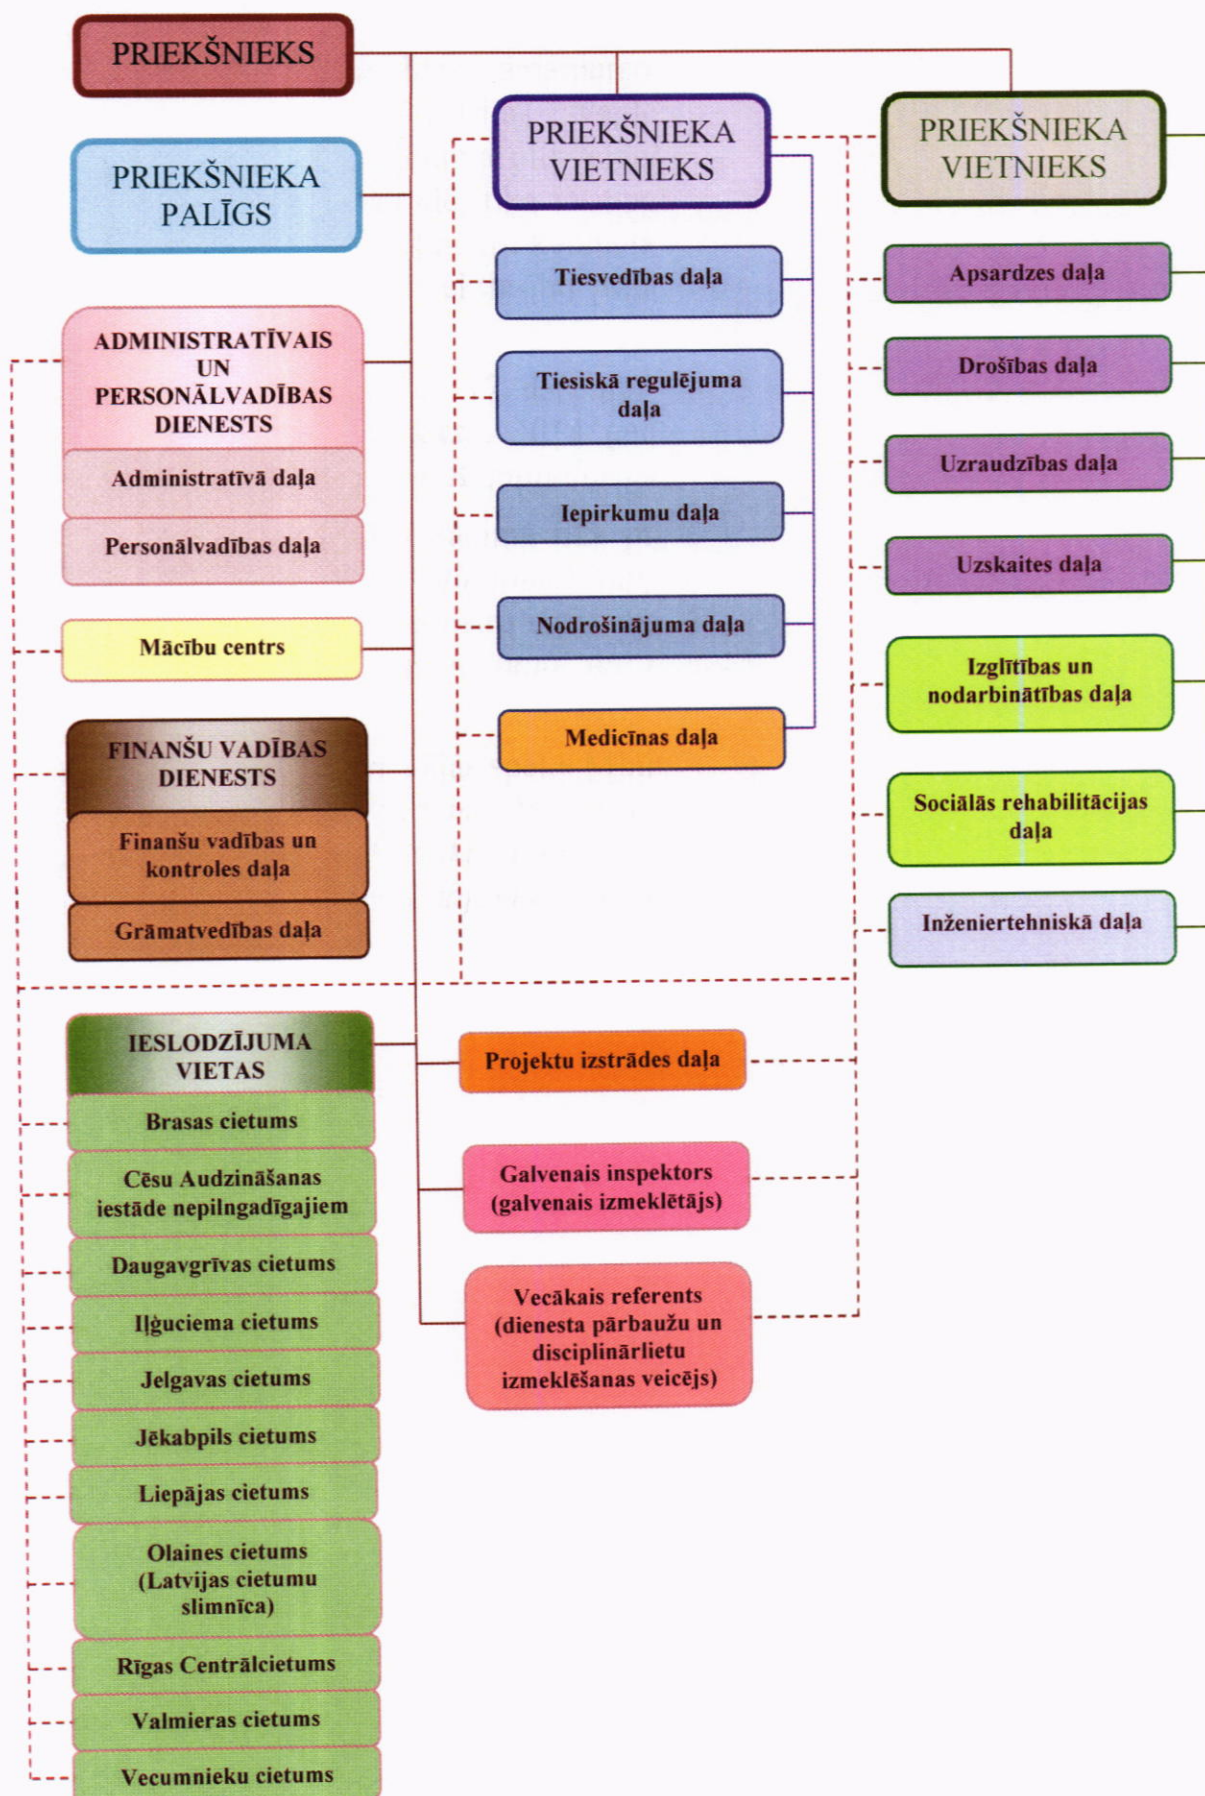 PRIEKŠNIEKS
PRIEKŠNIEKA
PALĪGS
ADMINISTRATĪVAIS
UN
PERSONĀLVADĪBAS
DIENESTS
Administratīvā daļa
Personālvadības daļa
Mācību centrs
FINANŠU VADĪBAS
DIENESTS
Finanšu vadības un
kontroles daļa
Grāmatvedības daļa
IESLODZĪJUMA
VIETAS
Brasas cietums
Cēsu Audzināšanas
iestāde nepilngadīgajiem
Daugavgrīvas cietums
Iļģuciema cietums
Jelgavas cietums
Jēkabpils cietums
Liepājas cietums
Olaines cietums
(Latvijas cietumu
slimnīca)
Rīgas Centrālcietums
Valmieras cietums
Vecumnieku cietums
PRIEKŠNIEKA
VIETNIEKS
Tiesvedības daļa
Tiesiskā regulējuma
daļa
Iepirkumu daļa
Nodrošinājuma daļa
Medicīnas daļa
Projektu izstrādes daļa
Galvenais inspektors
(galvenais izmeklētājs)
Vecākais referents
(dienesta pārbaužu un
disciplinārlietu
izmeklēšanas veicējs)
PRIEKŠNIEKA
VIETNIEKS
Apsardzes daļa
Drošības daļa
Uzraudzības daļa
Uzskaites daļa
Izglītības un
nodarbinātības daļa
Sociālās rehabilitācijas
daļa
Inženiertehniskā daļa